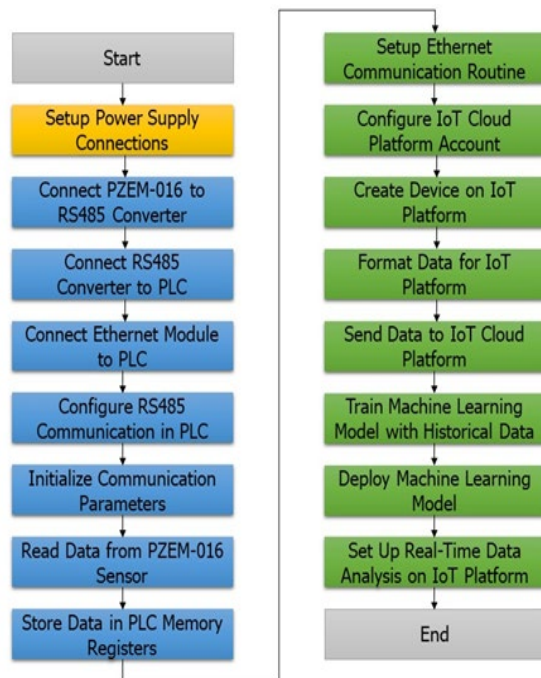 Start
Setup Power Supply
Connections
Connect PZEM-016 to
RS485 Converter
Connect RS485
Converter to PLC
Connect Ethernet Module
to PLC
Configure RS485
Communication in PLC
Initialize Communication
Parameters
Read Data from PZEM-016
Sensor
Store Data in PLC Memory
Registers
Setup Ethernet
Communication Routine
Configure IoT Cloud
Platform Account
Create Device on IoT
Platform
Format Data for IoT
Platform
Send Data to IoT Cloud
Platform
Train Machine Learning
Model with Historical Data
Deploy Machine Learning
Model
Set Up Real-Time Data
Analysis on IoT Platform
End